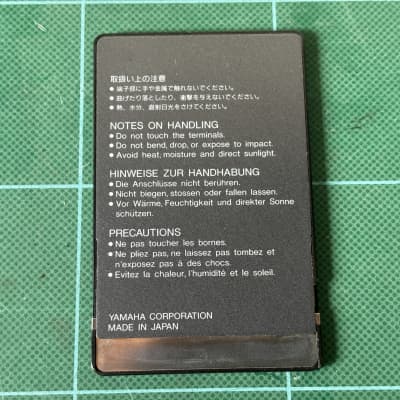 取扱い上の注意
● 端子部に手や金属で触れないでください。
● 曲げたり落としたり、衝撃を与えないでください。
● 熱、水分、直射日光をさけてください。
NOTES ON HANDLING
● Do not touch the terminals.
● Do not bend, drop, or expose to impact.
● Avoid heat, moisture and direct sunlight.
HINWEISE ZUR HANDHABUNG
● Die Anschlüsse nicht berühren.
● Nicht biegen, stossen oder fallen lassen.
● Vor Wärme, Feuchtigkeit und direkter Sonne
schützen.
PRECAUTIONS
● Ne pas toucher les bornes.
● Ne pliez pas, ne laissez pas tombez et
n'exposez pas à des chocs.
● Evitez la chaleur, l'humidité et le soleil.
YAMAHA CORPORATION
MADE IN JAPAN